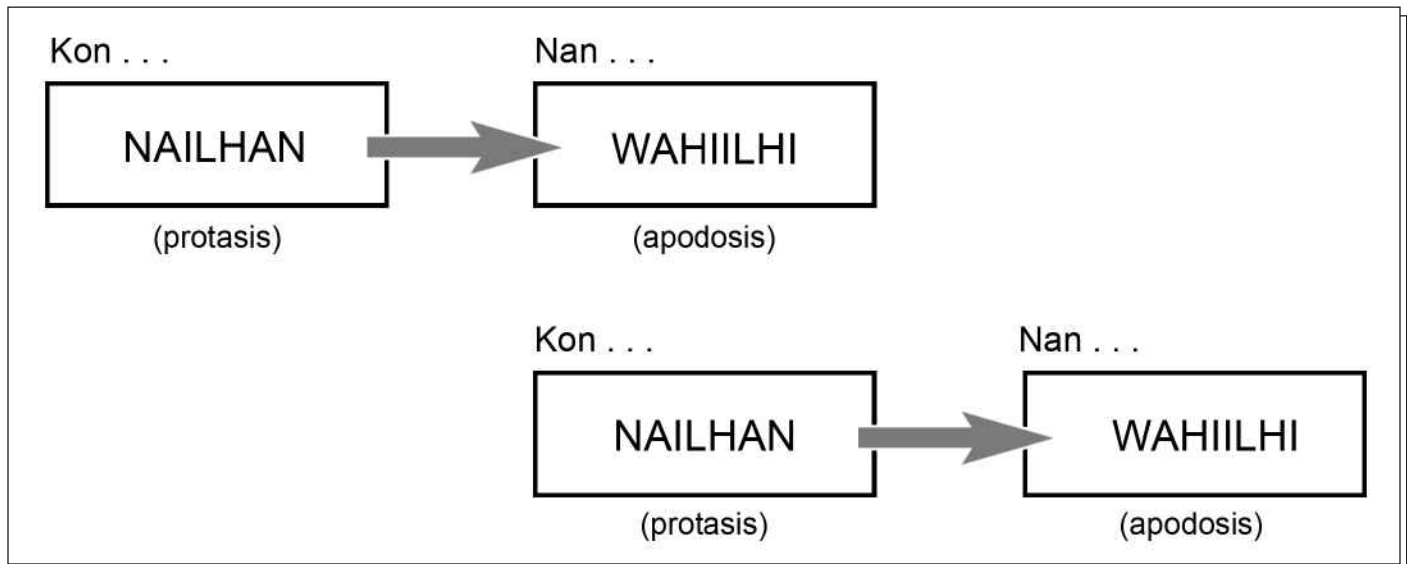 Kon . . . Nan . . .
NAILHAN WAHIILHI
(protasis) (apodosis)
Kon . . . Nan . . .
NAILHAN WAHIILHI
(protasis) (apodosis)